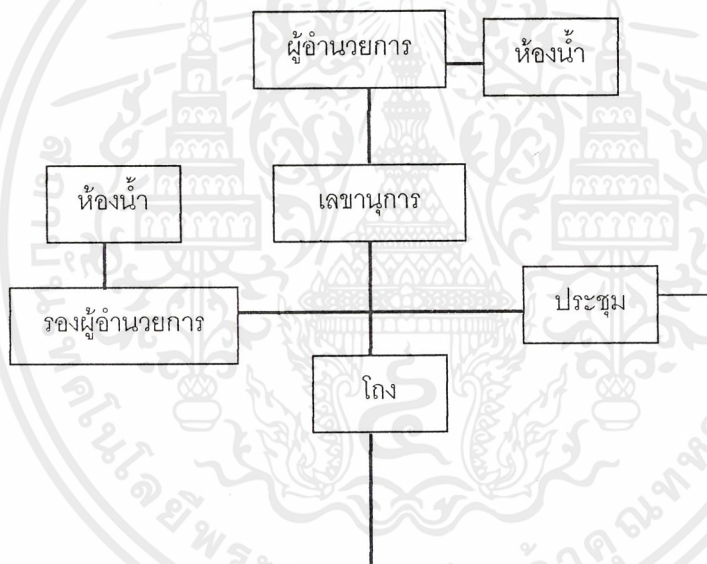 ผู้อำนวยการ
ห้องน้ำ
ห้องน้ำ
เลขานุการ
รองผู้อำนวยการ
ประชุม
โถง